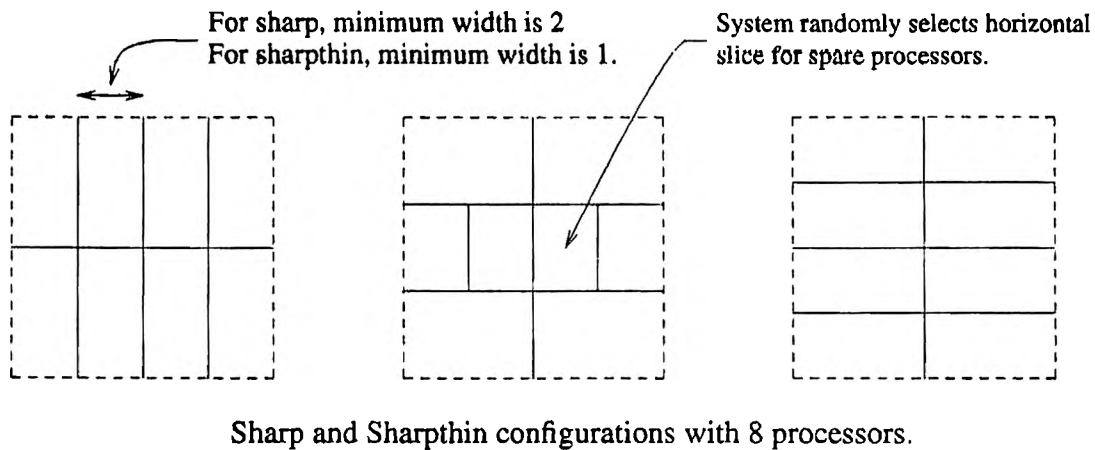 For sharp, minimum width is 2
For sharpthin, minimum width is 1.
System randomly selects horizontal
slice for spare processors.
Sharp and Sharpthin configurations with 8 processors.